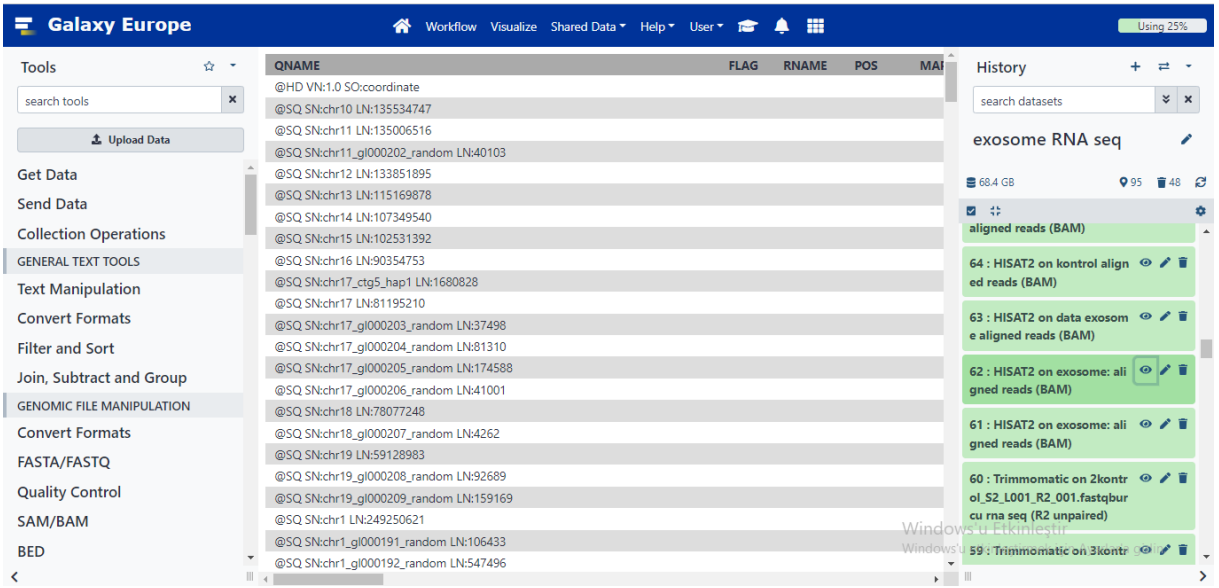 Galaxy Europe
Workflow Visualize Shared Data Help User
Using 25%
Tools
search tools
Upload Data
Get Data
Send Data
Collection Operations
GENERAL TEXT TOOLS
Text Manipulation
Convert Formats
Filter and Sort
Join, Subtract and Group
GENOMIC FILE MANIPULATION
Convert Formats
FASTA/FASTQ
Quality Control
SAM/BAM
BED
QNAME FLAG RNAME POS
@HD VN:1.0 SO:coordinate
@SQ SN:chr10 LN:135534747
@SQ SN:chr11 LN:135006516
@SQ SN:chr11_gl000202_random LN:40103
@SQ SN:chr12 LN:133851895
@SQ SN:chr13 LN:115169878
@SQ SN:chr14 LN:107349540
@SQ SN:chr15 LN:102531392
@SQ SN:chr16 LN:90354753
@SQ SN:chr17_ctg5_hap1 LN:1680828
@SQ SN:chr17 LN:81195210
@SQ SN:chr17_gl000203_random LN:37498
@SQ SN:chr17_gl000204_random LN:81310
@SQ SN:chr17_gl000205_random LN:174588
@SQ SN:chr17_gl000206_random LN:41001
@SQ SN:chr18 LN:78077248
@SQ SN:chr18_gl000207_random LN:4262
@SQ SN:chr19 LN:59128983
@SQ SN:chr19_gl000208_random LN:92689
@SQ SN:chr19_gl000209_random LN:159169
@SQ SN:chr1 LN:249250621
@SQ SN:chr1_gl000191_random LN:106433
@SQ SN:chr1_gl000192_random LN:547496
History
search datasets
exosome RNA seq
68.4 GB 95 48
aligned reads (BAM)
64 : HISAT2 on kontrol align
ed reads (BAM)
63 : HISAT2 on data exosom
e aligned reads (BAM)
62 : HISAT2 on exosome: ali
gned reads (BAM)
61 : HISAT2 on exosome: ali
gned reads (BAM)
60 : Trimmomatic on 2kontr
ol_S2_L001_R2_001.fastqbur
cu rna seq (R2 unpaired)
59 : Trimmomatic on 3kontr
Windows'u Etkinleştir